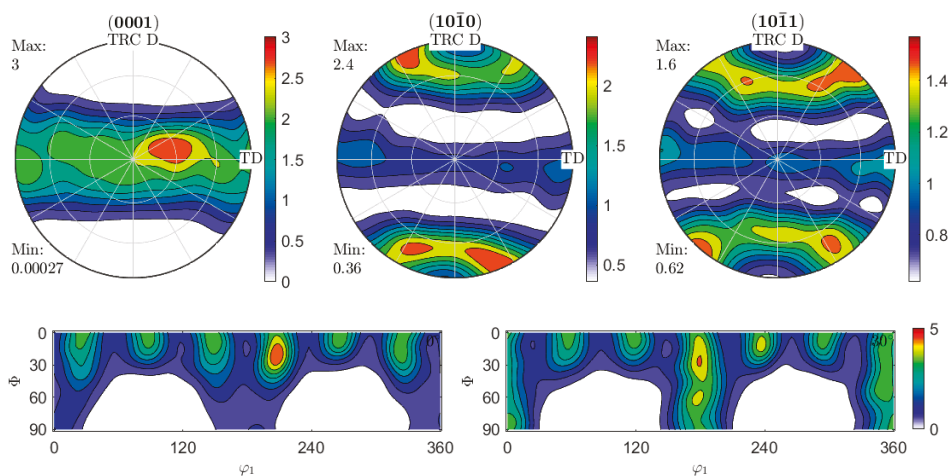 (0001)
TRC D
Max:
3
TD
Min:
0.00027
3
2.5
2
1.5
1
0.5
0
(101̄0)
TRC D
Max:
2.4
TD
Min:
0.36
2
1.5
1
0.5
(101̄1)
TRC D
Max:
1.6
TD
Min:
0.62
1.4
1.2
1
0.8
0
30
60
90
Φ
0
120
240
360
φ₁
0
30
60
90
Φ
0
120
240
360
φ₁
5
0